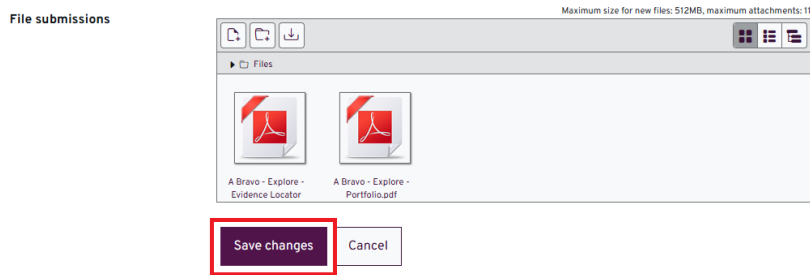 Maximum size for new files: 512MB, maximum attachments: 11
File submissions
Files
A Bravo - Explore -
Evidence Locator
A Bravo - Explore -
Portfolio.pdf
Save changes
Cancel